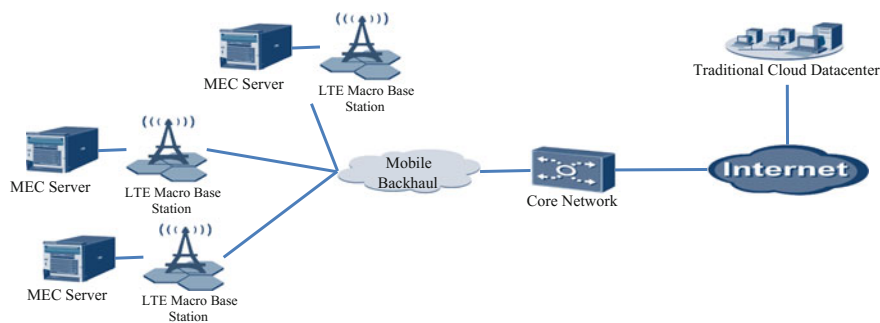 MEC Server
LTE Macro Base
Station
Traditional Cloud Datacenter
MEC Server
LTE Macro Base
Station
Mobile
Backhaul
Core Network
Internet
MEC Server
LTE Macro Base
Station